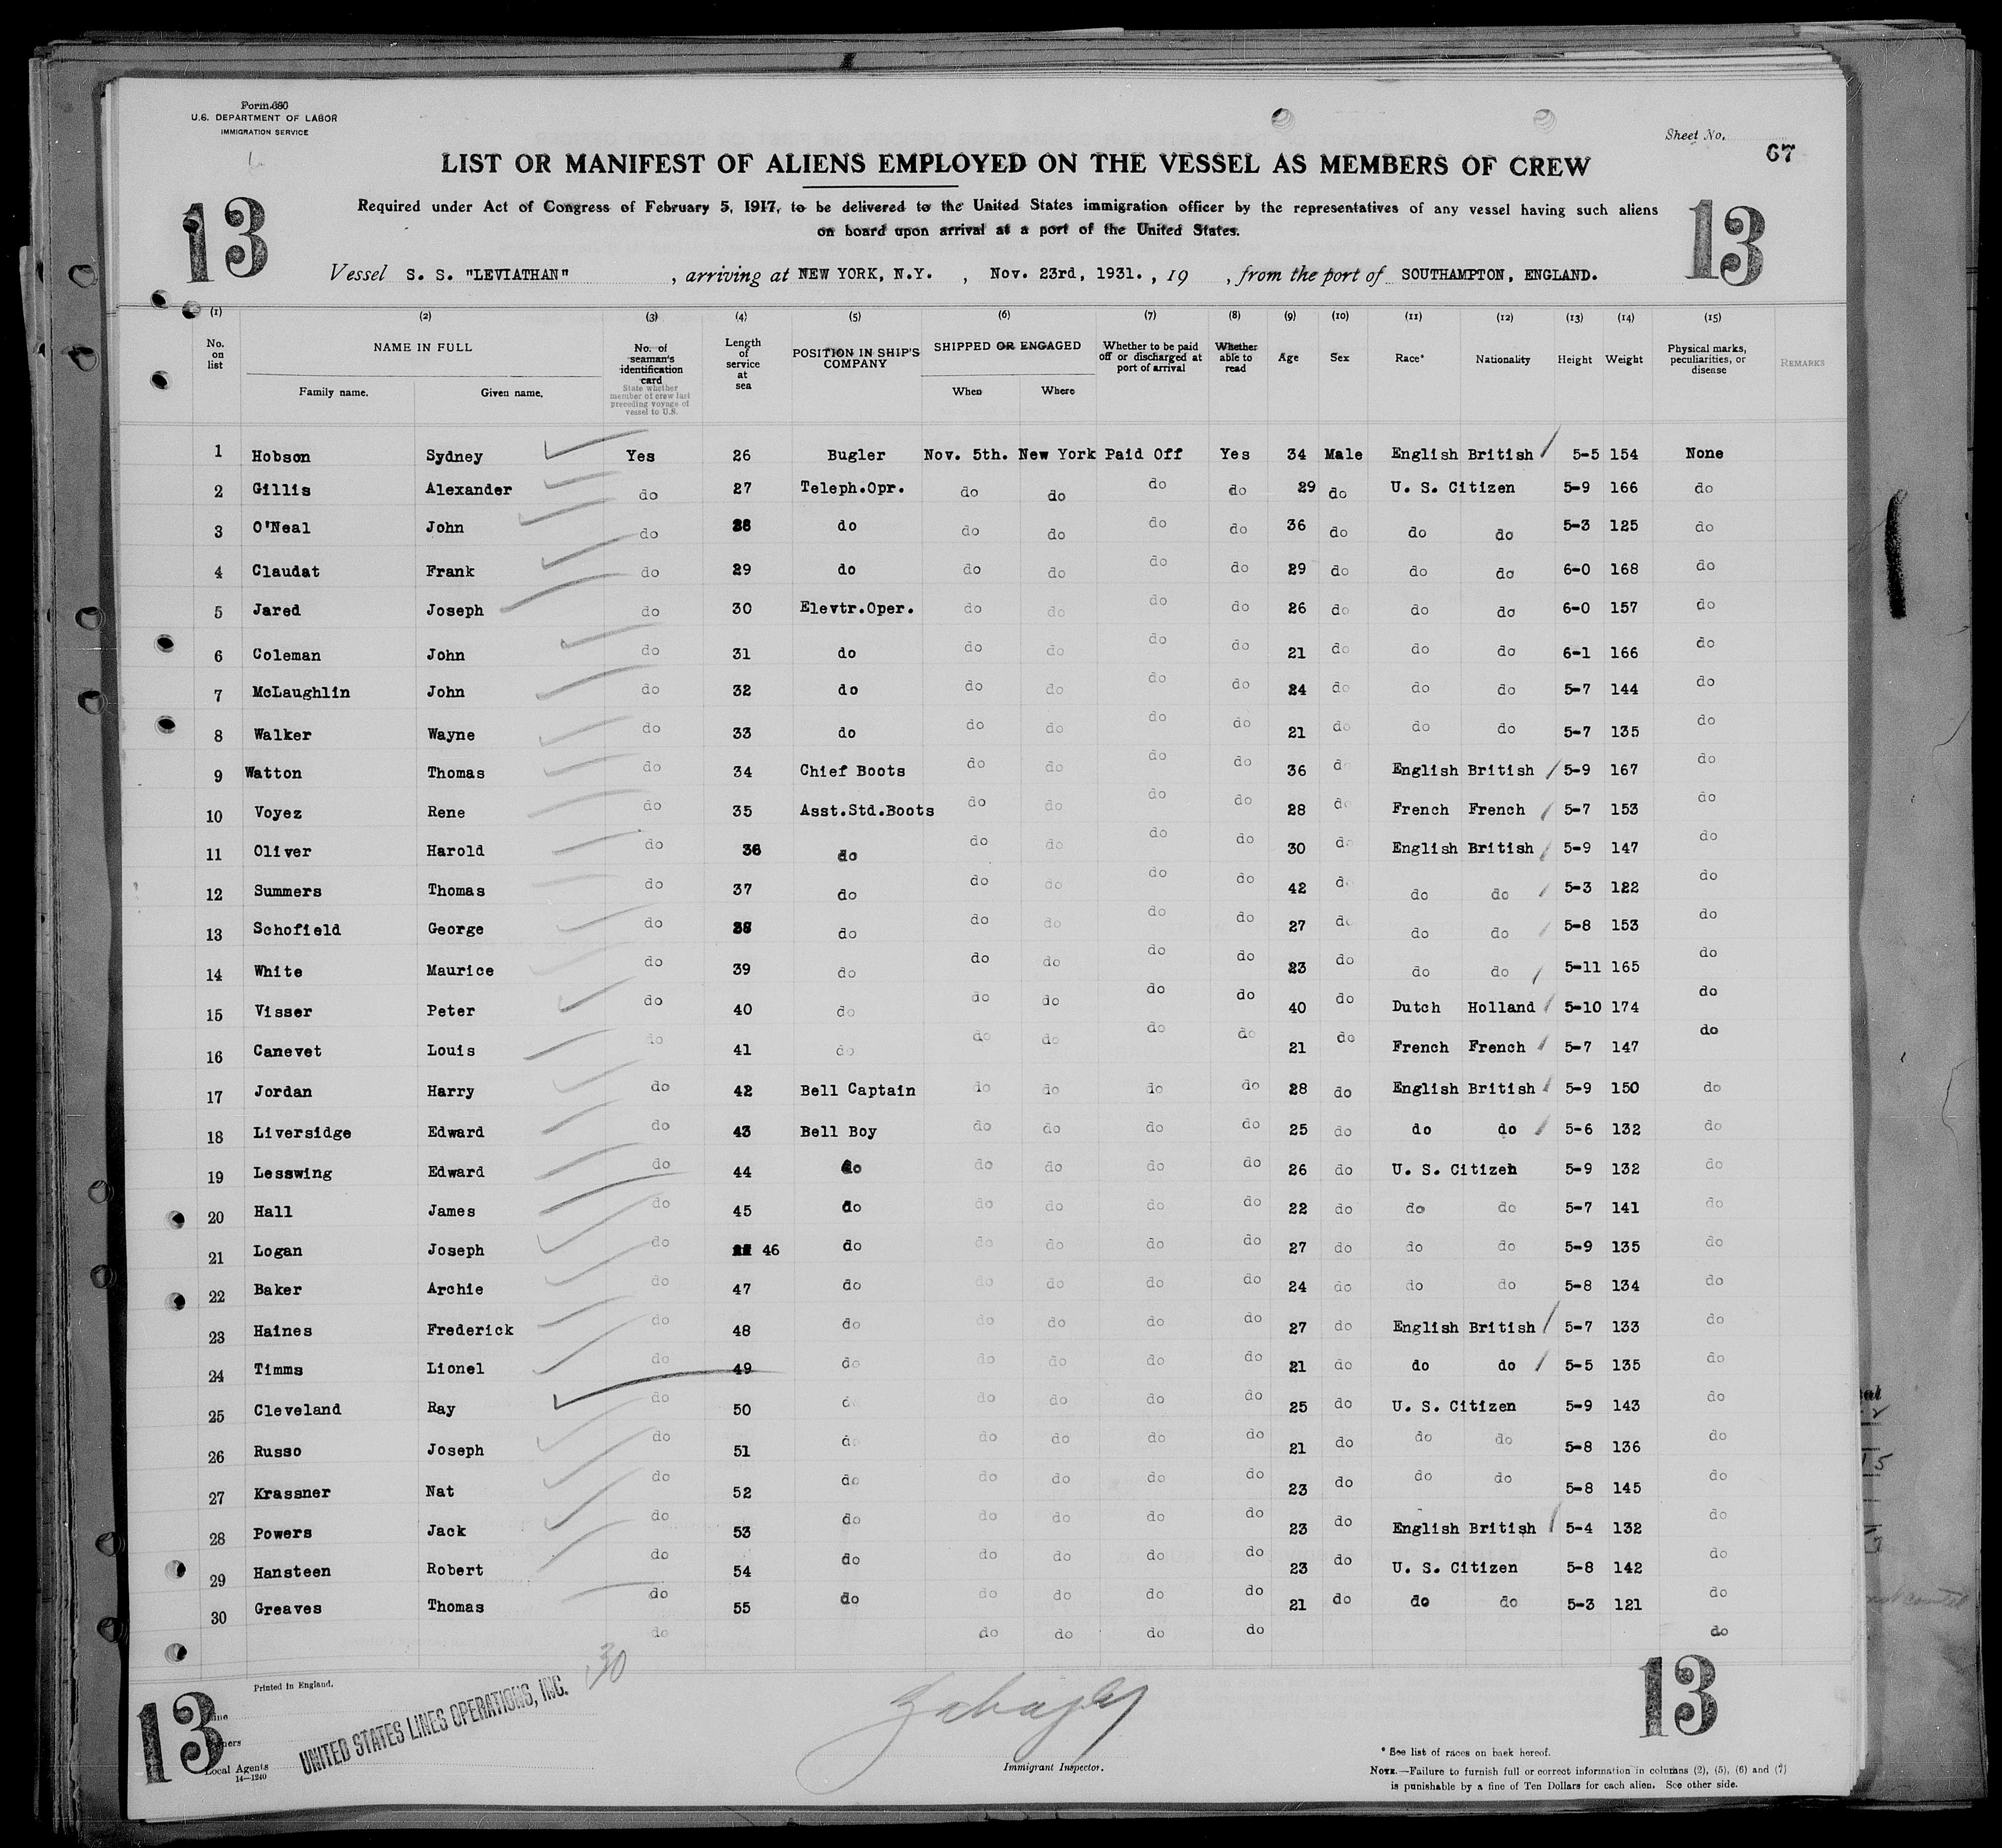 Form 680
U.S. DEPARTMENT OF LABOR
IMMIGRATION SERVICE
Sheet No.
67
LIST OR MANIFEST OF ALIENS EMPLOYED ON THE VESSEL AS MEMBERS OF CREW
13 13
Required under Act of Congress of February 5, 1917, to be delivered to the United States immigration officer by the representatives of any vessel having such aliens
on board upon arrival at a port of the United States.
Vessel S. S. "LEVIATHAN" , arriving at NEW YORK, N.Y. , Nov. 23rd, 1931. , 19 , from the port of SOUTHAMPTON, ENGLAND.
(1) (2) (3) (4) (5) (6) (7) (8) (9) (10) (11) (12) (13) (14) (15)
No. on list NAME IN FULL Family name. Given name. No. of seaman's identification card State whether member of crew last preceding voyage of vessel to U.S. Length of service at sea POSITION IN SHIP'S COMPANY SHIPPED OR ENGAGED When Where Whether to be paid off or discharged at port of arrival Whether able to read Age Sex Race* Nationality Height Weight Physical marks, peculiarities, or disease REMARKS
1 Hobson Sydney Yes 26 Bugler Nov. 5th. New York Paid Off Yes 34 Male English British 5-5 154 None
2 Gillis Alexander do 27 Teleph.Opr. do do do do 29 do U. S. Citizen 5-9 166 do
3 O'Neal John do 28 do do do do do 36 do do do 5-3 125 do
4 Claudat Frank do 29 do do do do do 29 do do do 6-0 168 do
5 Jared Joseph do 30 Elevtr.Oper. do do do do 26 do do do 6-0 157 do
6 Coleman John do 31 do do do do do 21 do do do 6-1 166 do
7 McLaughlin John do 32 do do do do do 24 do do do 5-7 144 do
8 Walker Wayne do 33 do do do do do 21 do do do 5-7 135 do
9 Watton Thomas do 34 Chief Boots do do do do 36 do English British 5-9 167 do
10 Voyez Rene do 35 Asst.Std.Boots do do do do 28 do French French 5-7 153 do
11 Oliver Harold do 36 do do do do do 30 do English British 5-9 147 do
12 Summers Thomas do 37 do do do do do 42 do do do 5-3 122 do
13 Schofield George do 38 do do do do do 27 do do do 5-8 153 do
14 White Maurice do 39 do do do do do 23 do do do 5-11 165 do
15 Visser Peter do 40 do do do do do 40 do Dutch Holland 5-10 174 do
16 Canevet Louis do 41 do do do do do 21 do French French 5-7 147 do
17 Jordan Harry do 42 Bell Captain do do do do 28 do English British 5-9 150 do
18 Liversidge Edward do 43 Bell Boy do do do do 25 do do do 5-6 132 do
19 Lesswing Edward do 44 do do do do do 26 do U. S. Citizen 5-9 132 do
20 Hall James do 45 do do do do do 22 do do do 5-7 141 do
21 Logan Joseph do 46 do do do do do 27 do do do 5-9 135 do
22 Baker Archie do 47 do do do do do 24 do do do 5-8 134 do
23 Haines Frederick do 48 do do do do do 27 do English British 5-7 133 do
24 Timms Lionel do 49 do do do do do 21 do do do 5-5 135 do
25 Cleveland Ray do 50 do do do do do 25 do U. S. Citizen 5-9 143 do
26 Russo Joseph do 51 do do do do do 21 do do do 5-8 136 do
27 Krassner Nat do 52 do do do do do 23 do do do 5-8 145 do
28 Powers Jack do 53 do do do do do 23 do English British 5-4 132 do
29 Hansteen Robert do 54 do do do do do 23 do U. S. Citizen 5-8 142 do
30 Greaves Thomas do 55 do do do do do 21 do do do 5-3 121 do
do do do do do do
30
Printed in England.
13 13
UNITED STATES LINES OPERATIONS, INC.
Local Agents
14—1240
Immigrant Inspector.
* See list of races on back hereof.
NOTE.—Failure to furnish full or correct information in columns (2), (5), (6) and (7)
is punishable by a fine of Ten Dollars for each alien. See other side.